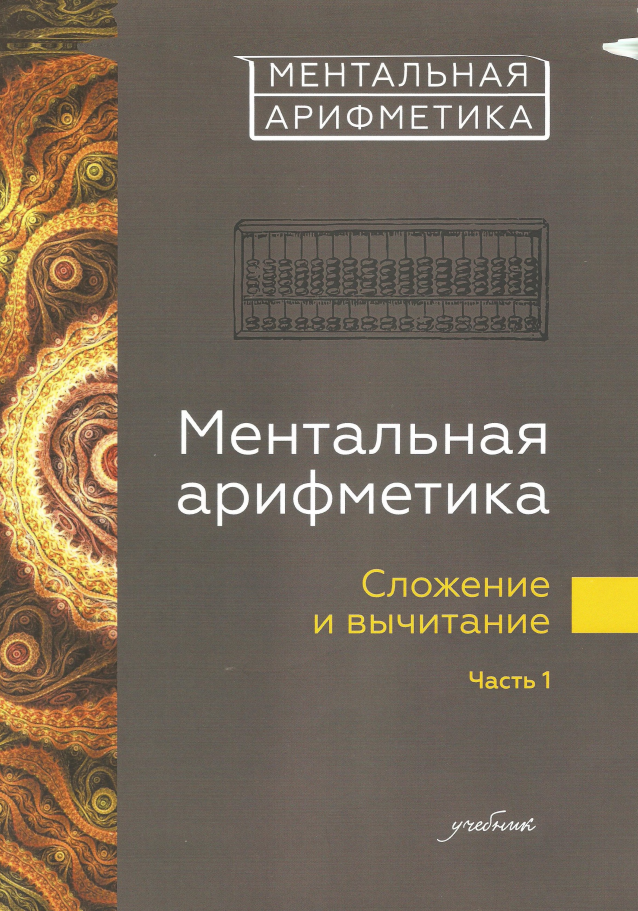 МЕНТАЛЬНАЯ
АРИФМЕТИКА
Ментальная
арифметика
Сложение
и вычитание
Часть 1
учебник